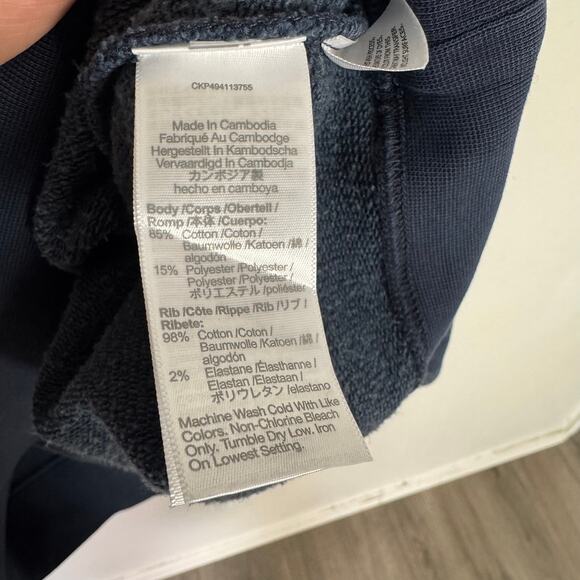 CKP494113755
Made In Cambodia
Fabriqué Au Cambodge
Hergestellt In Kambodscha
Vervaardigd In Cambodja
カンボジア製
hecho en camboya
Body /Corps /Oberteil /
Romp /本体 /Cuerpo:
85% Cotton /Coton /
Baumwolle /Katoen /綿 /
algodón
15% Polyester /Polyester /
Polyester /Polyester /
ポリエステル /poliéster
Rib /Côte /Rippe /Rib /リブ /
Ribete:
98% Cotton /Coton /
Baumwolle /Katoen /綿 /
algodón
2% Elastane /Élasthanne /
Elastan /Elastaan /
ポリウレタン /elastano
Machine Wash Cold With Like
Colors. Non-Chlorine Bleach
Only. Tumble Dry Low. Iron
On Lowest Setting.